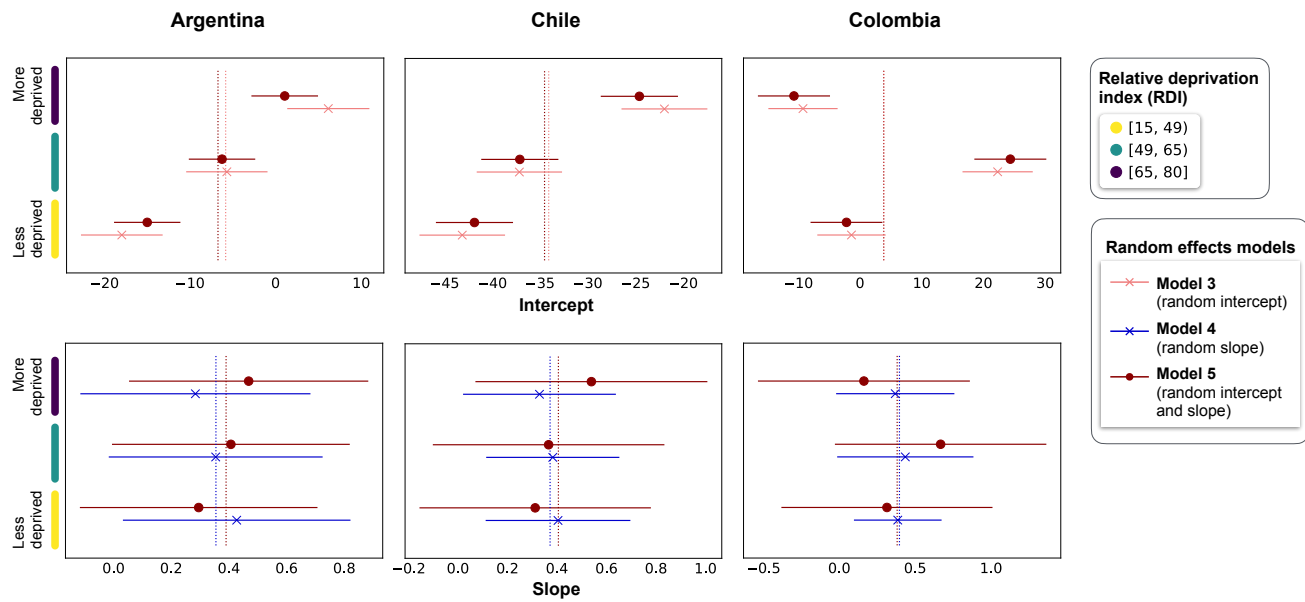 Argentina
Chile
Colombia
More
deprived
Less
deprived
−20
−10
0
10
−45
−40
−35
−30
−25
−20
−10
0
10
20
30
Intercept
More
deprived
Less
deprived
0.0
0.2
0.4
0.6
0.8
−0.2
0.0
0.2
0.4
0.6
0.8
1.0
−0.5
0.0
0.5
1.0
Slope
Relative deprivation
index (RDI)
[15, 49)
[49, 65)
[65, 80]
Random effects models
Model 3
(random intercept)
Model 4
(random slope)
Model 5
(random intercept
and slope)